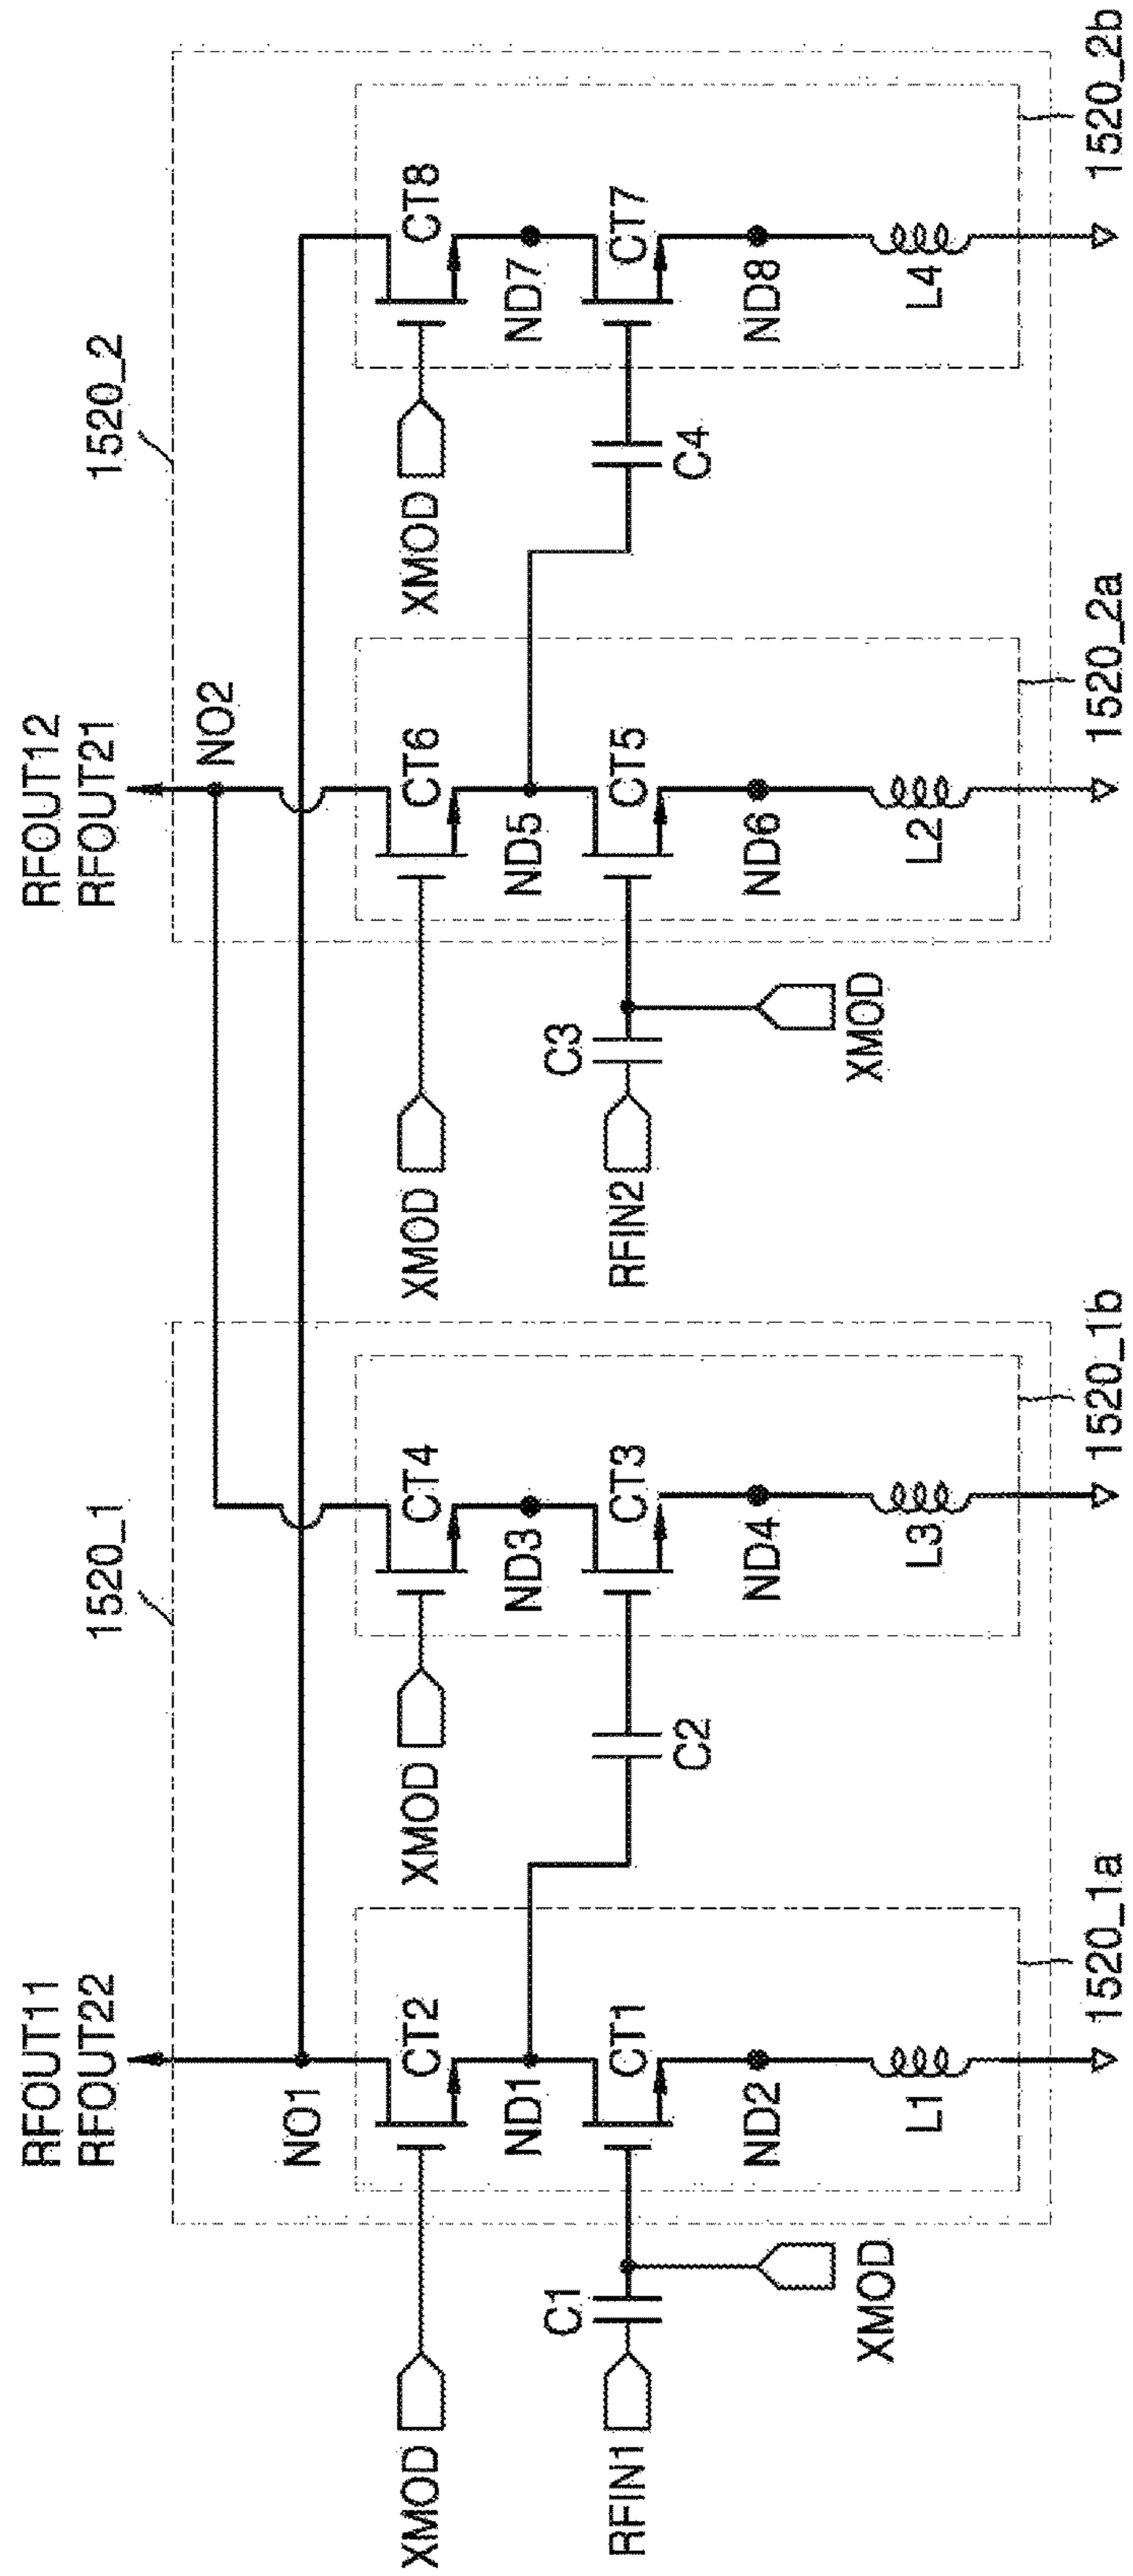 RFOUT11
RFOUT22
RFOUT12
RFOUT21
1520_1
1520_2
NO1
NO2
XMOD
CT2
XMOD
CT4
XMOD
CT6
XMOD
CT8
ND1
ND3
ND5
ND7
RFIN1
C1
CT1
C2
CT3
RFIN2
C3
CT5
C4
CT7
XMOD
ND2
ND4
XMOD
ND6
ND8
L1
L3
L2
L4
1520_1a
1520_1b
1520_2a
1520_2b